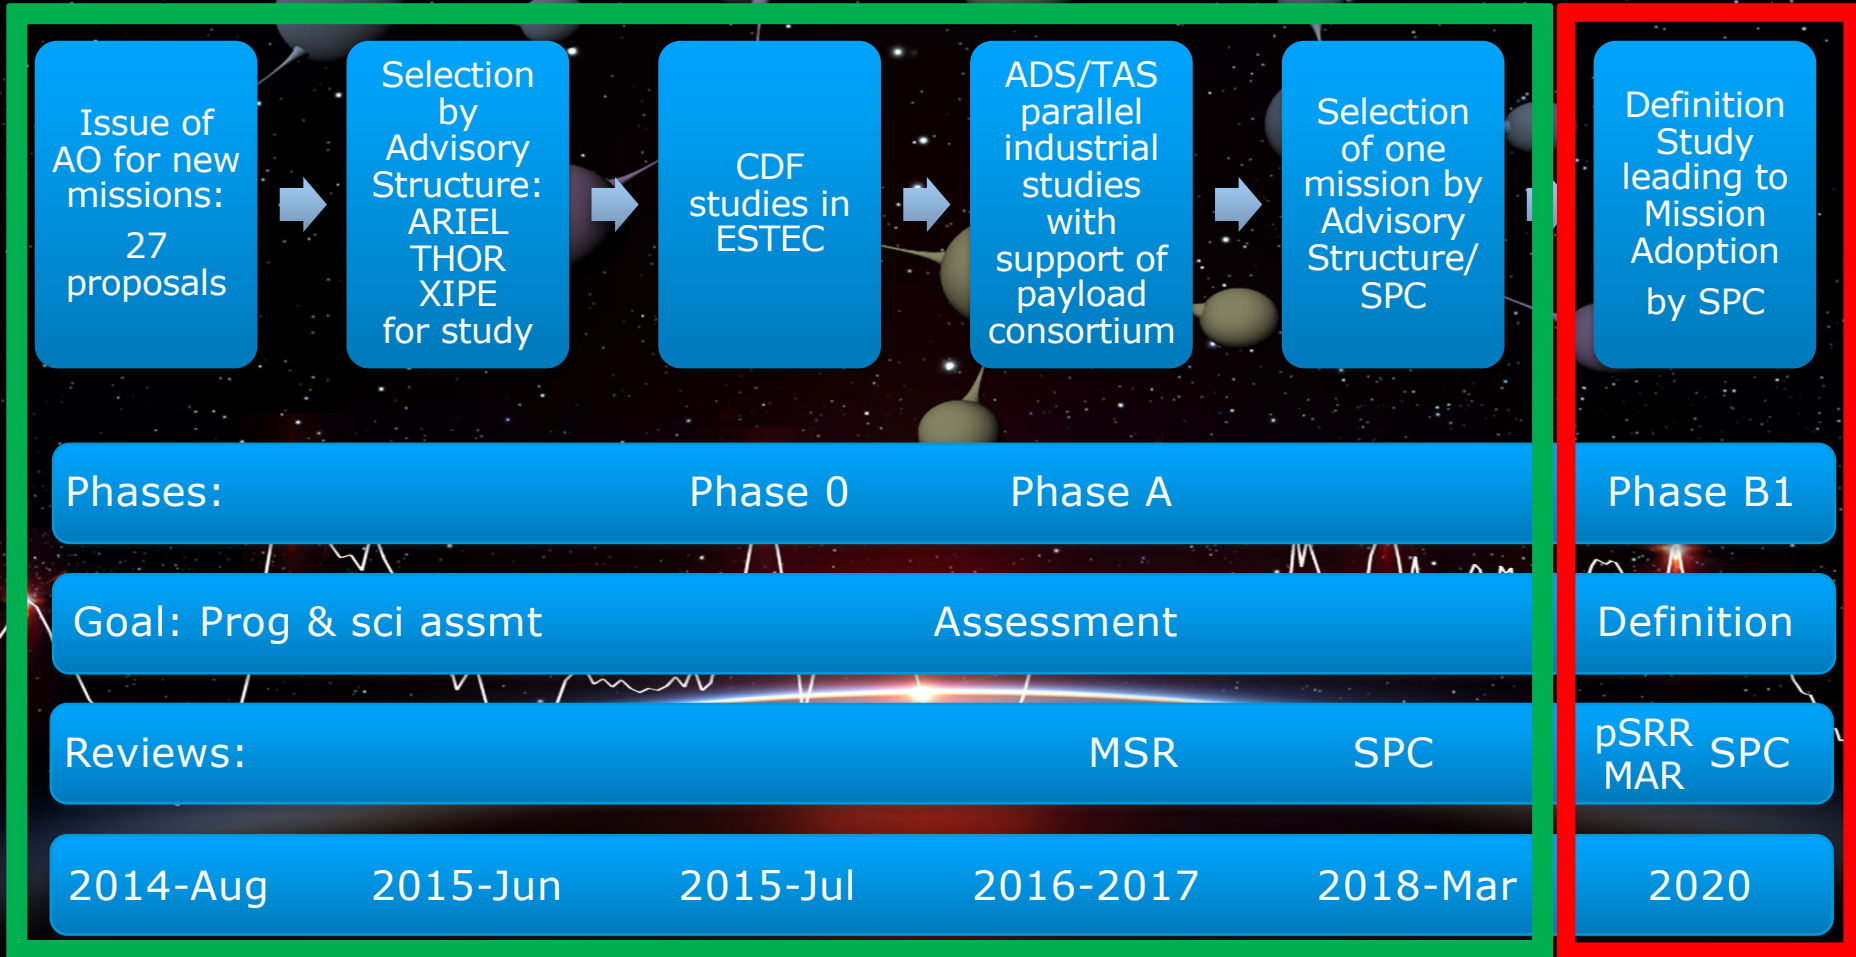 Issue of
AO for new
missions:
27
proposals
Selection
by
Advisory
Structure:
ARIEL
THOR
XIPE
for study
CDF
studies in
ESTEC
ADS/TAS
parallel
industrial
studies
with
support of
payload
consortium
Selection
of one
mission by
Advisory
Structure/
SPC
Definition
Study
leading to
Mission
Adoption
by SPC
Phases: Phase 0 Phase A Phase B1
Goal: Prog & sci assmt Assessment Definition
Reviews: MSR SPC pSRR
MAR SPC
2014-Aug 2015-Jun 2015-Jul 2016-2017 2018-Mar 2020